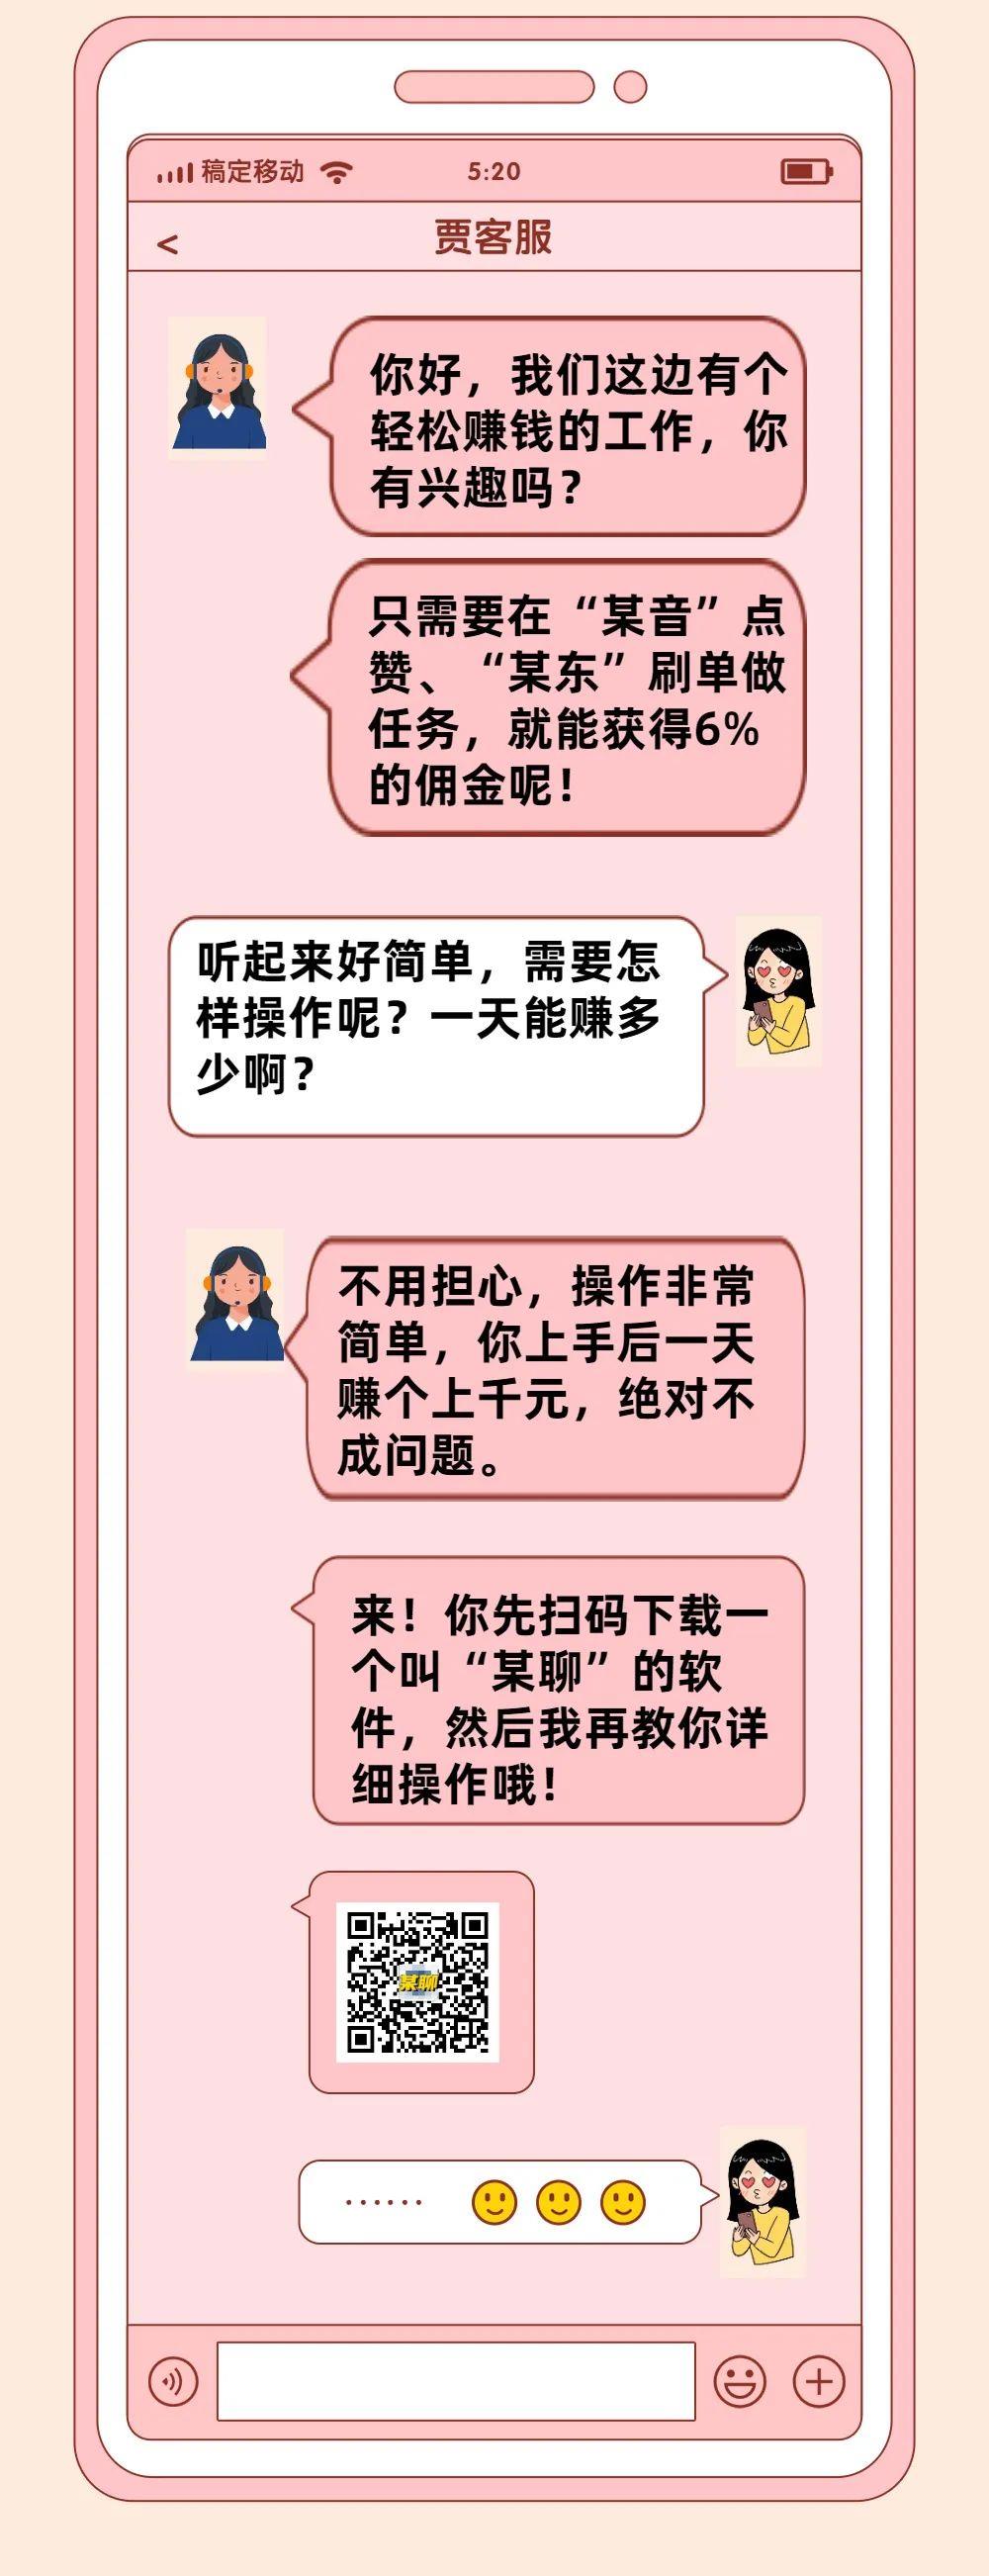 稿定移动
5:20
<
贾客服
你好，我们这边有个
轻松赚钱的工作，你
有兴趣吗？
只需要在“某音”点
赞、“某东”刷单做
任务，就能获得6%
的佣金呢！
听起来好简单，需要怎
样操作呢？一天能赚多
少啊？
不用担心，操作非常
简单，你上手后一天
赚个上千元，绝对不
成问题。
来！你先扫码下载一
个叫“某聊”的软
件，然后我再教你详
细操作哦！
某聊
······